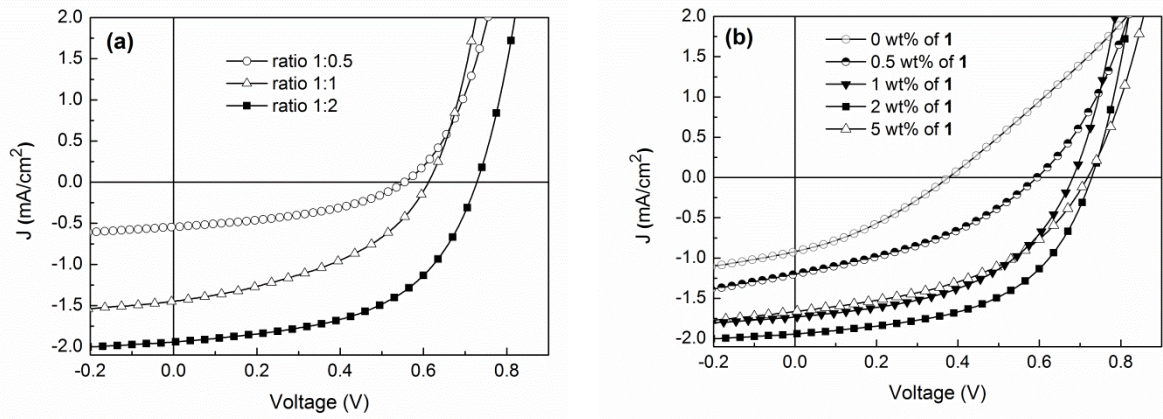 (a)
ratio 1:0.5
ratio 1:1
ratio 1:2
2.0
1.5
1.0
0.5
0.0
-0.5
-1.0
-1.5
-2.0
J (mA/cm²)
-0.2 0.0 0.2 0.4 0.6 0.8
Voltage (V)
(b)
0 wt% of 1
0.5 wt% of 1
1 wt% of 1
2 wt% of 1
5 wt% of 1
2.0
1.5
1.0
0.5
0.0
-0.5
-1.0
-1.5
-2.0
J (mA/cm²)
-0.2 0.0 0.2 0.4 0.6 0.8
Voltage (V)